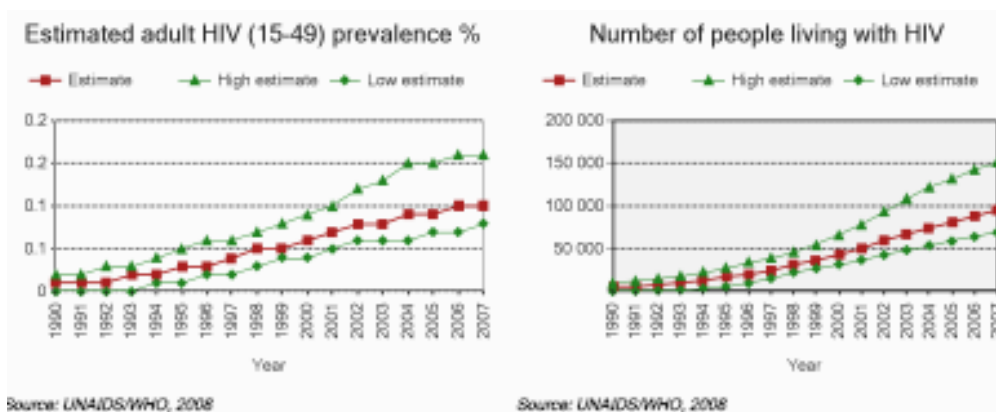 Estimated adult HIV (15-49) prevalence %
Estimate High estimate Low estimate
0.2
0.2
0.1
0.1
0
1990 1991 1992 1993 1994 1995 1996 1997 1998 1999 2000 2001 2002 2003 2004 2005 2006 2007
Year
Source: UNAIDS/WHO, 2008
Number of people living with HIV
Estimate High estimate Low estimate
200 000
150 000
100 000
50 000
1990 1991 1992 1993 1994 1995 1996 1997 1998 1999 2000 2001 2002 2003 2004 2005 2006 2007
Year
Source: UNAIDS/WHO, 2008